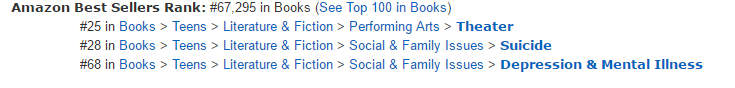 Amazon Best Sellers Rank: #67,295 in Books (See Top 100 in Books)
#25 in Books > Teens > Literature & Fiction > Performing Arts > Theater
#28 in Books > Teens > Literature & Fiction > Social & Family Issues > Suicide
#68 in Books > Teens > Literature & Fiction > Social & Family Issues > Depression & Mental Illness